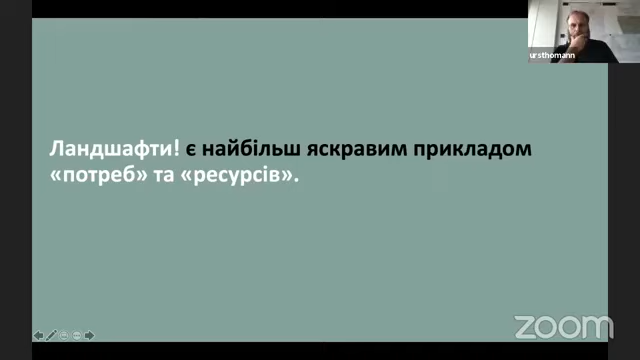 ursthomann
Ландшафти! є найбільш яскравим прикладом
«потреб» та «ресурсів».
zoom